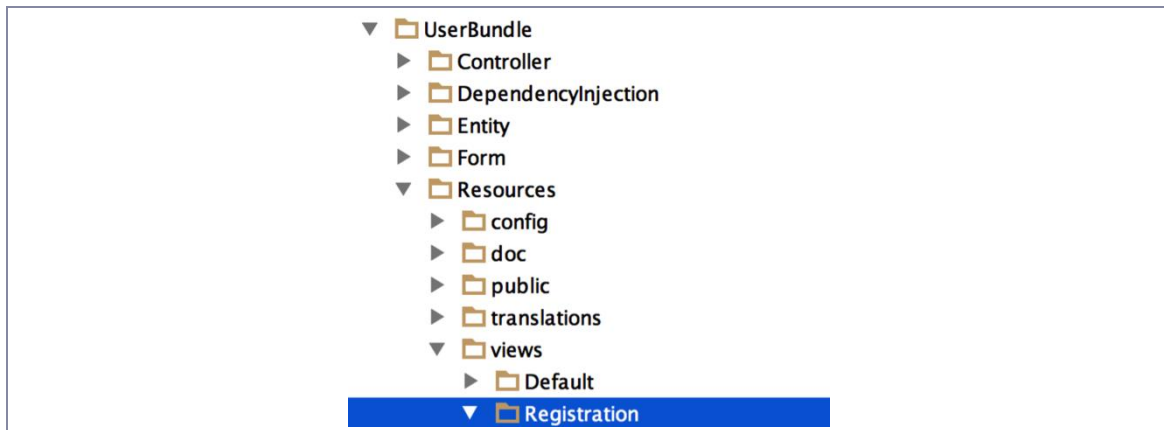 UserBundle
Controller
DependencyInjection
Entity
Form
Resources
config
doc
public
translations
views
Default
Registration